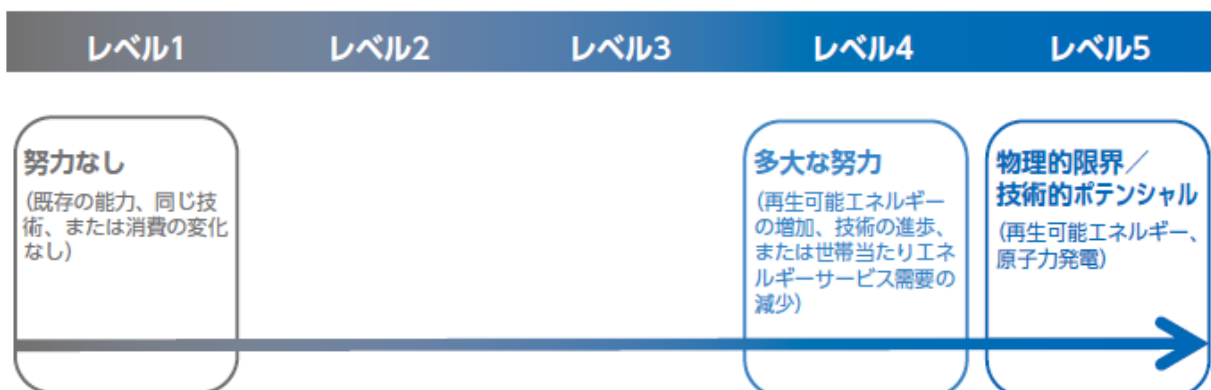 レベル1 レベル2 レベル3 レベル4 レベル5
努力なし
(既存の能力、同じ技
術、または消費の変化
なし)
多大な努力
(再生可能エネルギー
の増加、技術の進歩、
または世帯当たりエネ
ルギーサービス需要の
減少)
物理的限界／
技術的ポテンシャル
(再生可能エネルギー、
原子力発電)